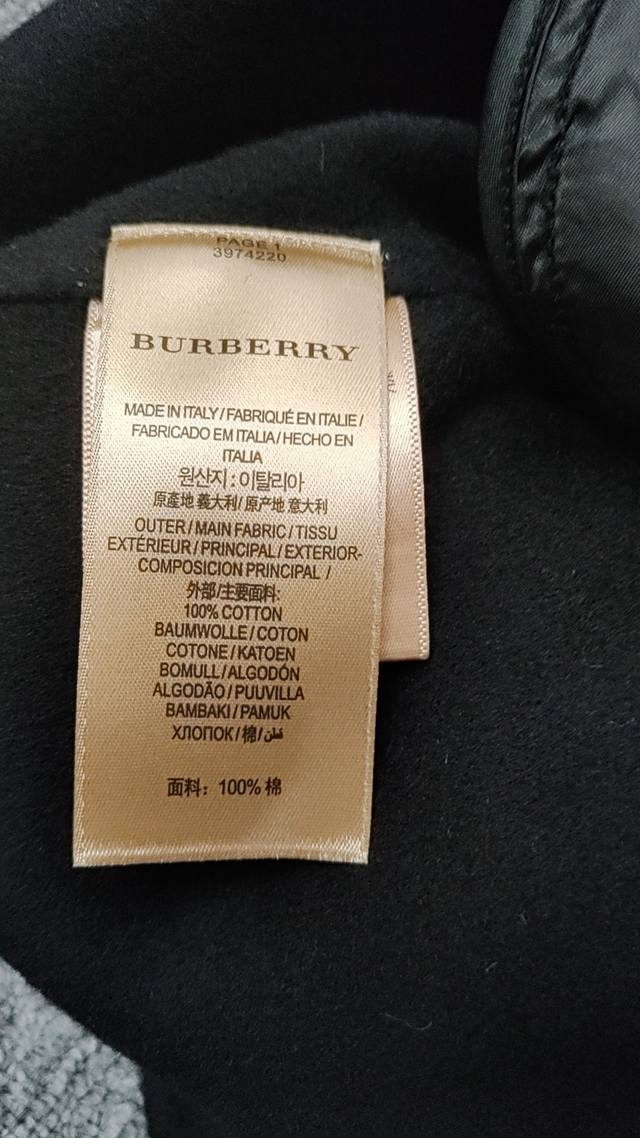 PAGE 1
3974220
BURBERRY
MADE IN ITALY / FABRIQUÉ EN ITALIE /
FABRICADO EM ITALIA / HECHO EN
ITALIA
원산지 : 이탈리아
原產地 義大利 / 原产地 意大利
OUTER / MAIN FABRIC / TISSU
EXTÉRIEUR / PRINCIPAL / EXTERIOR-
COMPOSICIÓN PRINCIPAL /
外部/主要面料:
100% COTTON
BAUMWOLLE / COTON
COTONE / KATOEN
BOMULL / ALGODÓN
ALGODÃO / PUUVILLA
BAMBAKI / PAMUK
ХЛОПОК / 棉 / قطن
面料: 100% 棉